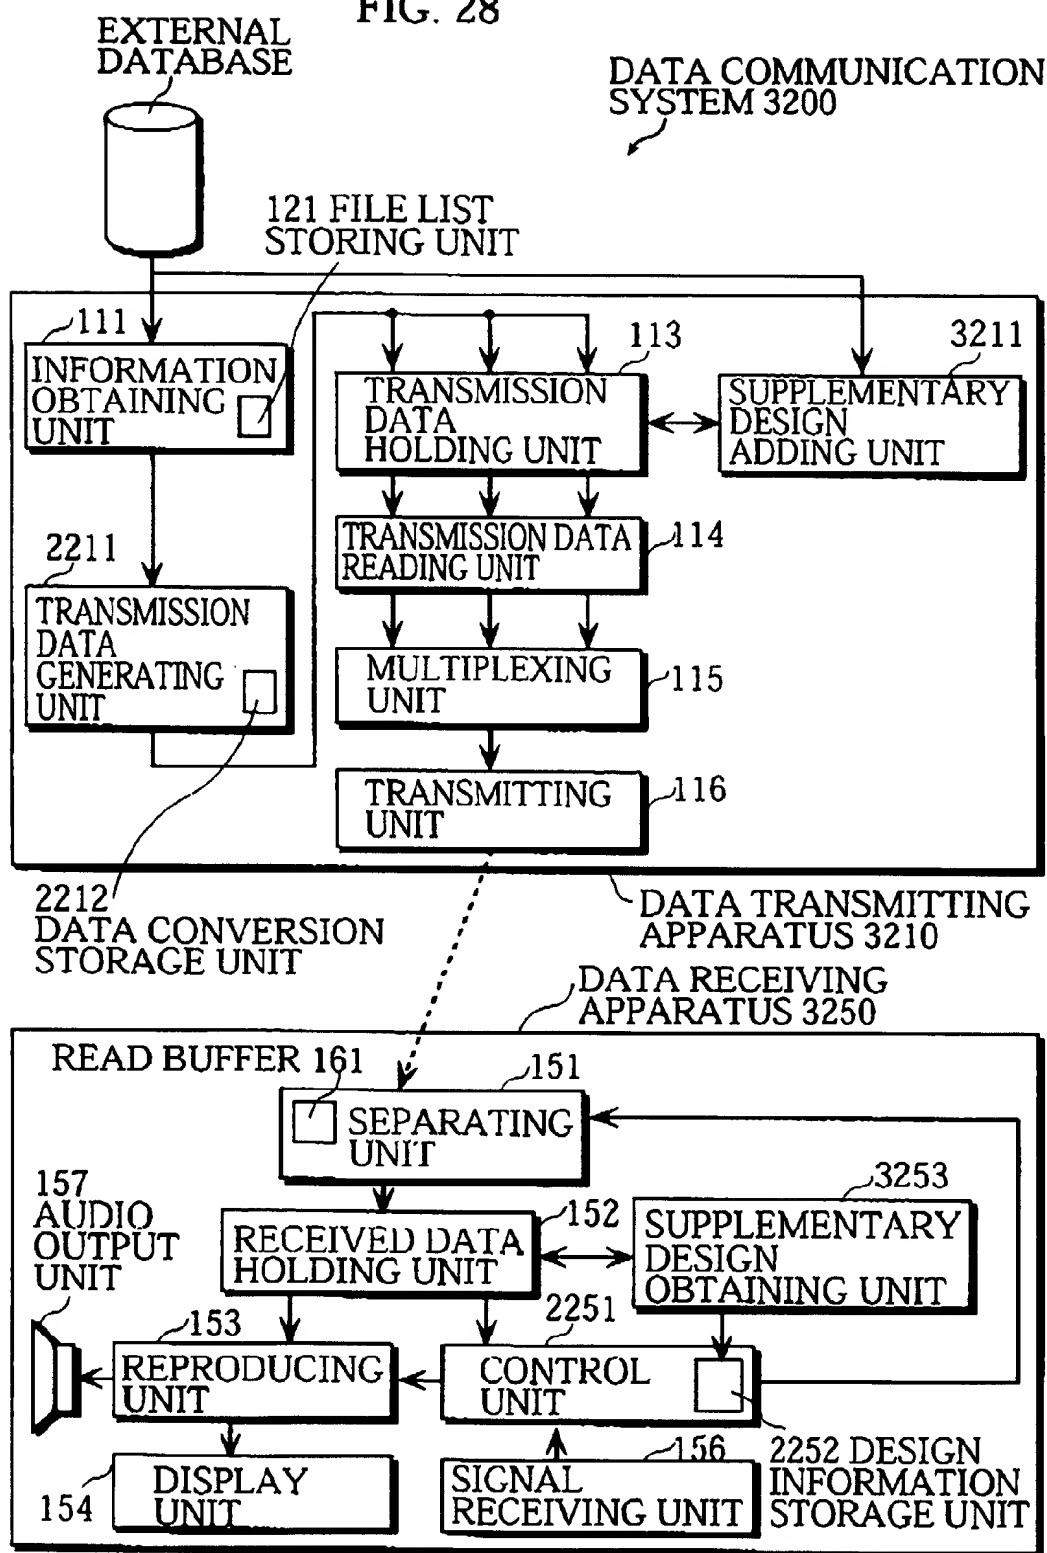 FIG. 28
EXTERNAL
DATABASE
DATA COMMUNICATION
SYSTEM 3200
121 FILE LIST
STORING UNIT
111
INFORMATION
OBTAINING
UNIT
113
TRANSMISSION
DATA
HOLDING UNIT
3211
SUPPLEMENTARY
DESIGN
ADDING UNIT
2211
TRANSMISSION
DATA
GENERATING
UNIT
TRANSMISSION DATA
READING UNIT
114
MULTIPLEXING
UNIT
115
TRANSMITTING
UNIT
116
2212
DATA CONVERSION
STORAGE UNIT
DATA TRANSMITTING
APPARATUS 3210
DATA RECEIVING
APPARATUS 3250
READ BUFFER 161
151
SEPARATING
UNIT
157
AUDIO
OUTPUT
UNIT
RECEIVED DATA
HOLDING UNIT
152
3253
SUPPLEMENTARY
DESIGN
OBTAINING UNIT
153
REPRODUCING
UNIT
2251
CONTROL
UNIT
154
DISPLAY
UNIT
156
SIGNAL
RECEIVING UNIT
2252 DESIGN
INFORMATION
STORAGE UNIT